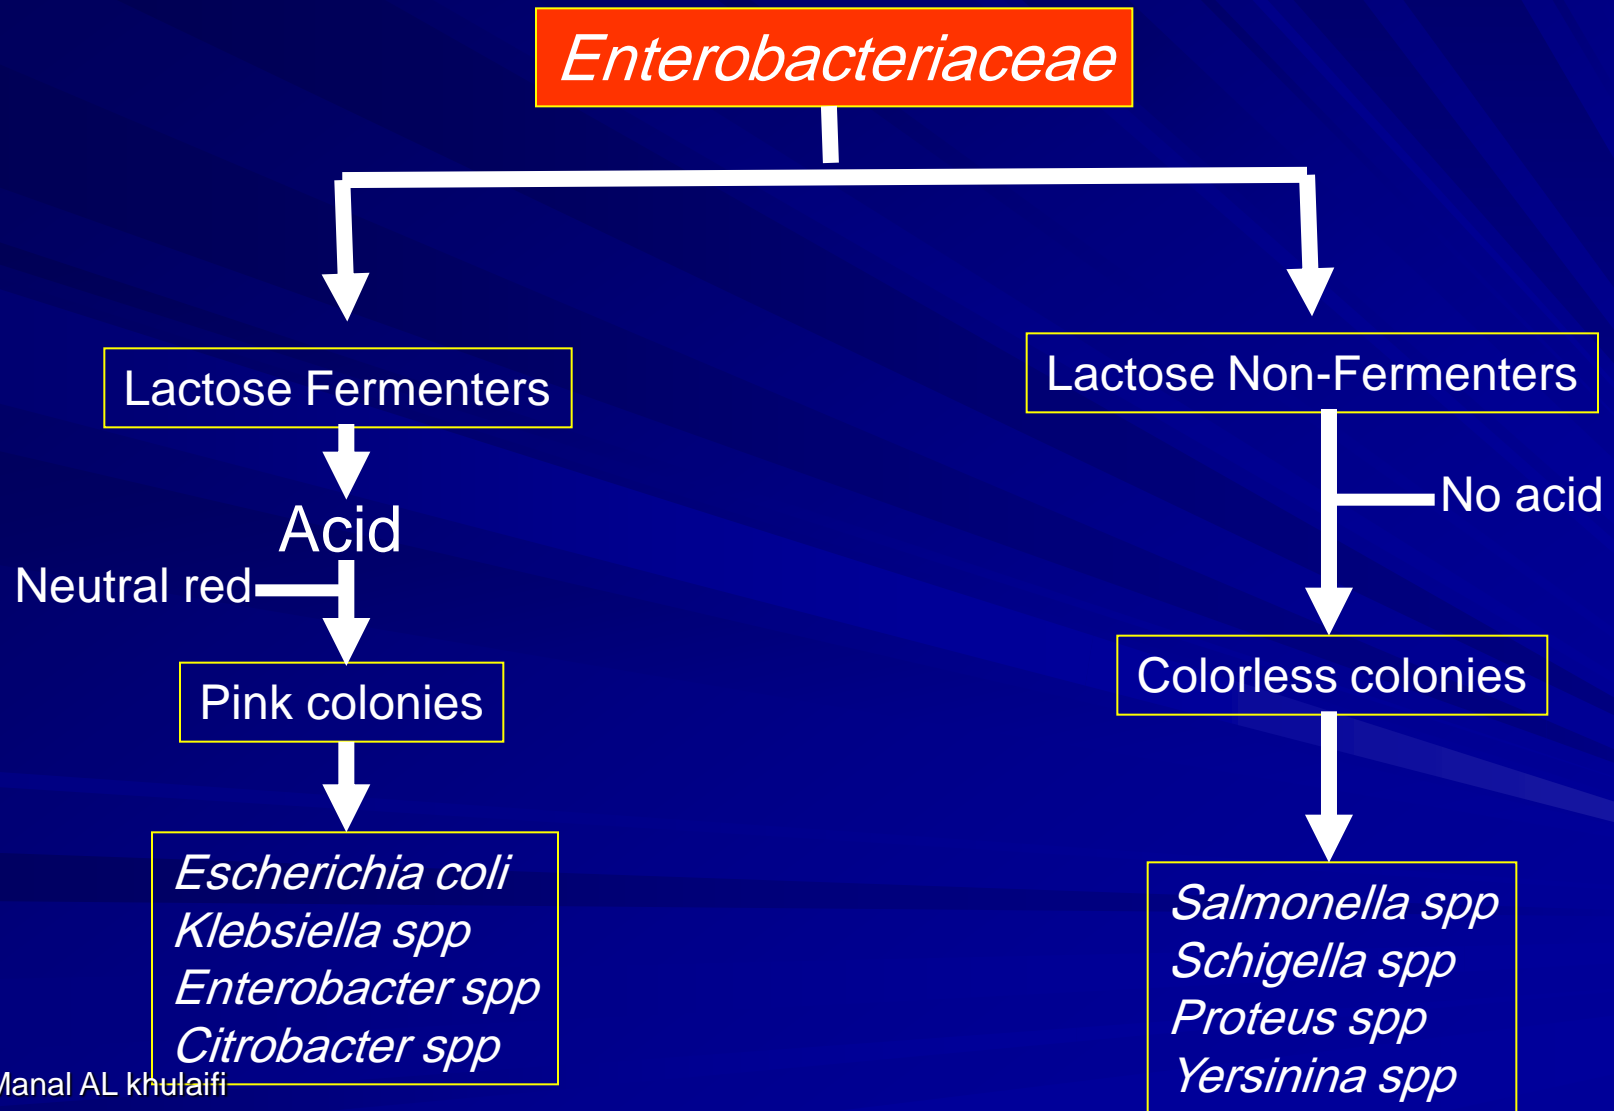 Enterobacteriaceae
Lactose Fermenters
Lactose Non-Fermenters
Acid
No acid
Neutral red
Pink colonies
Colorless colonies
Escherichia coli
Klebsiella spp
Enterobacter spp
Citrobacter spp
Salmonella spp
Schigella spp
Proteus spp
Yersinina spp
Manal AL khulaifi